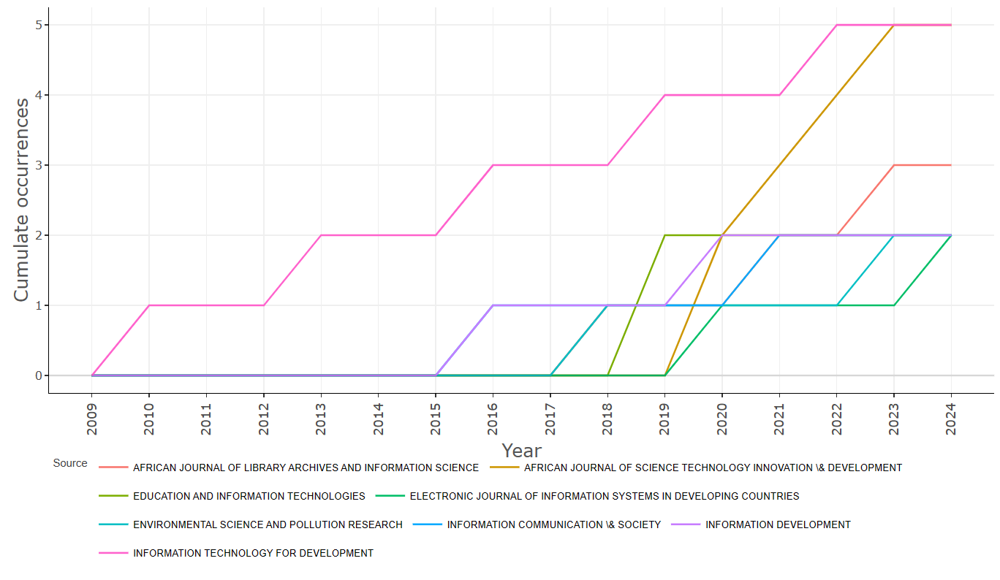 Cumulate occurrences
5
4
3
2
1
0
2009 2010 2011 2012 2013 2014 2015 2016 2017 2018 2019 2020 2021 2022 2023 2024
Year
Source
AFRICAN JOURNAL OF LIBRARY ARCHIVES AND INFORMATION SCIENCE AFRICAN JOURNAL OF SCIENCE TECHNOLOGY INNOVATION \& DEVELOPMENT
EDUCATION AND INFORMATION TECHNOLOGIES ELECTRONIC JOURNAL OF INFORMATION SYSTEMS IN DEVELOPING COUNTRIES
ENVIRONMENTAL SCIENCE AND POLLUTION RESEARCH INFORMATION COMMUNICATION \& SOCIETY INFORMATION DEVELOPMENT
INFORMATION TECHNOLOGY FOR DEVELOPMENT